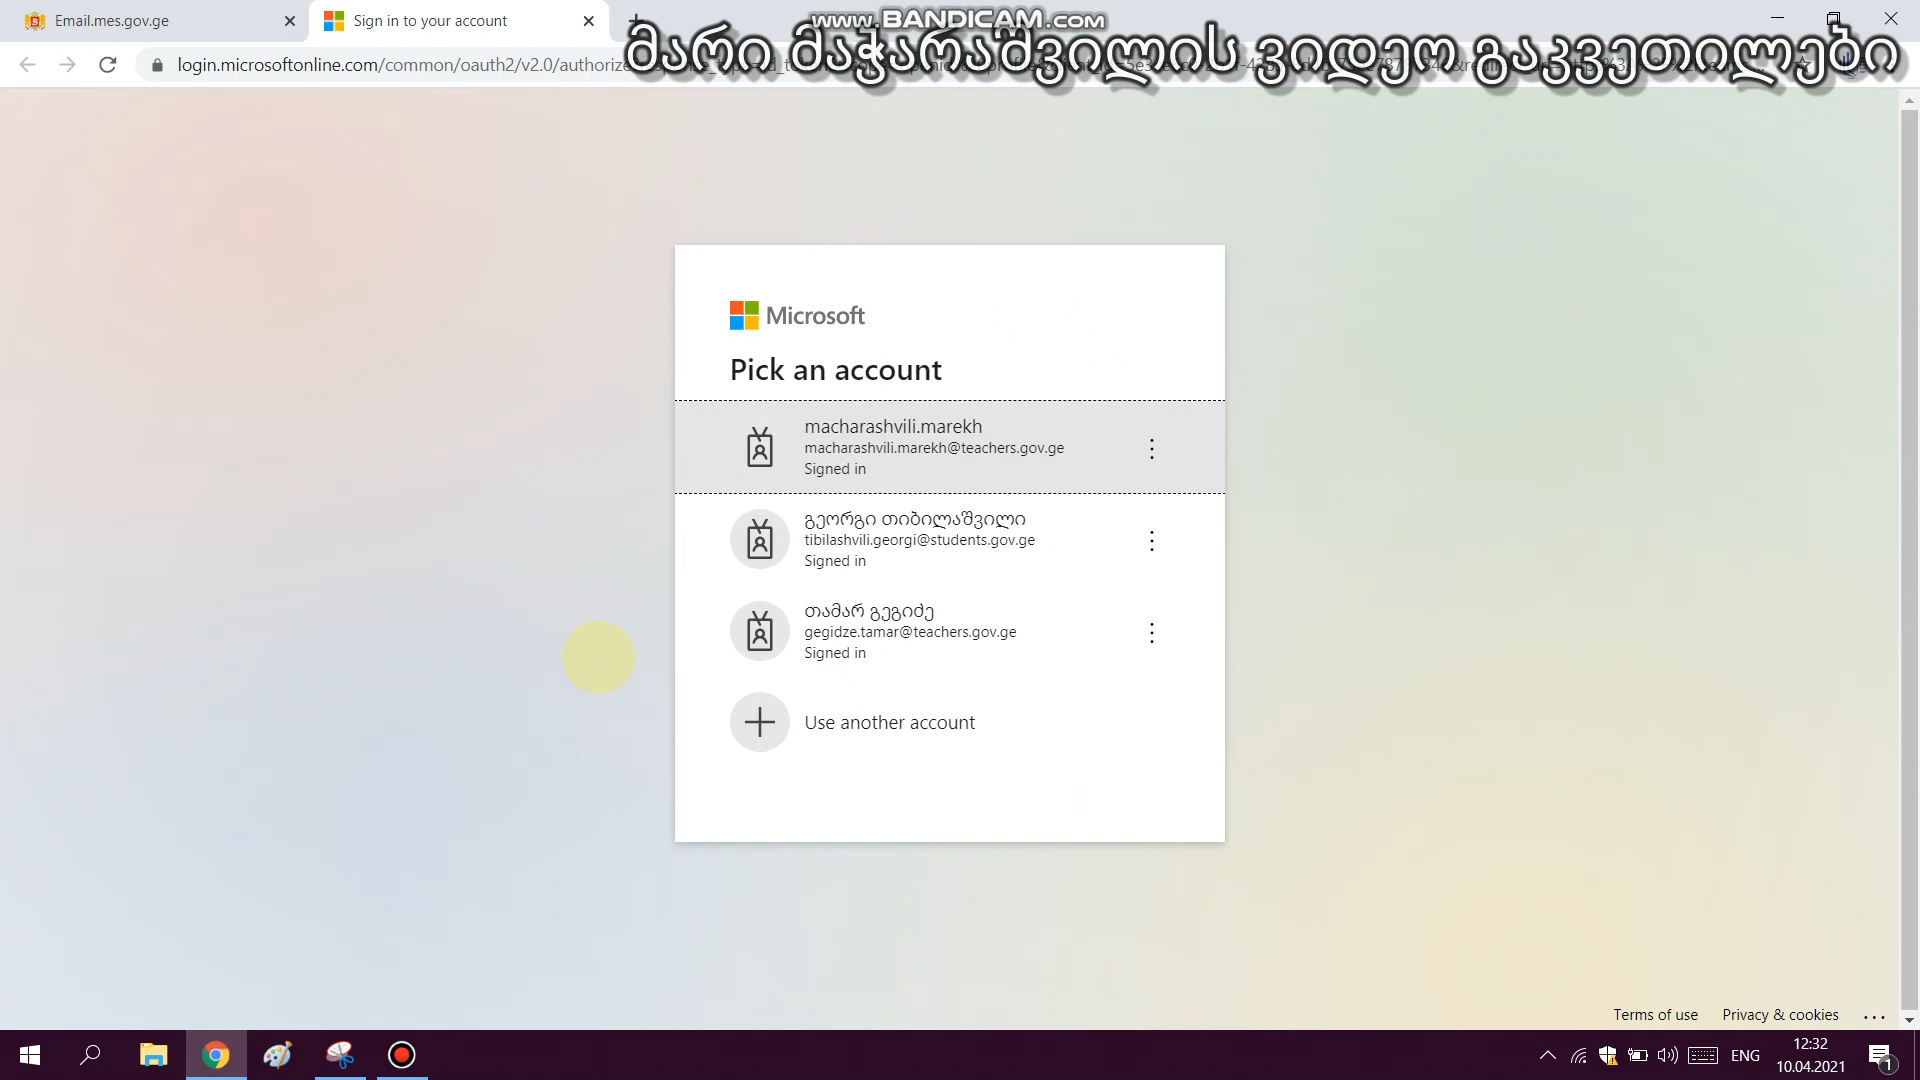 Email.mes.gov.ge
Sign in to your account
www.BANDICAM.com
მარი მაჭარაშვილის ვიდეო გაკვეთილები
login.microsoftonline.com/common/oauth2/v2.0/authorize
Microsoft
Pick an account
macharashvili.marekh
macharashvili.marekh@teachers.gov.ge
Signed in
გეორგი თიბილაშვილი
tibilashvili.georgi@students.gov.ge
Signed in
თამარ გეგიძე
gegidze.tamar@teachers.gov.ge
Signed in
Use another account
Terms of use
Privacy & cookies
ENG
12:32
10.04.2021
1